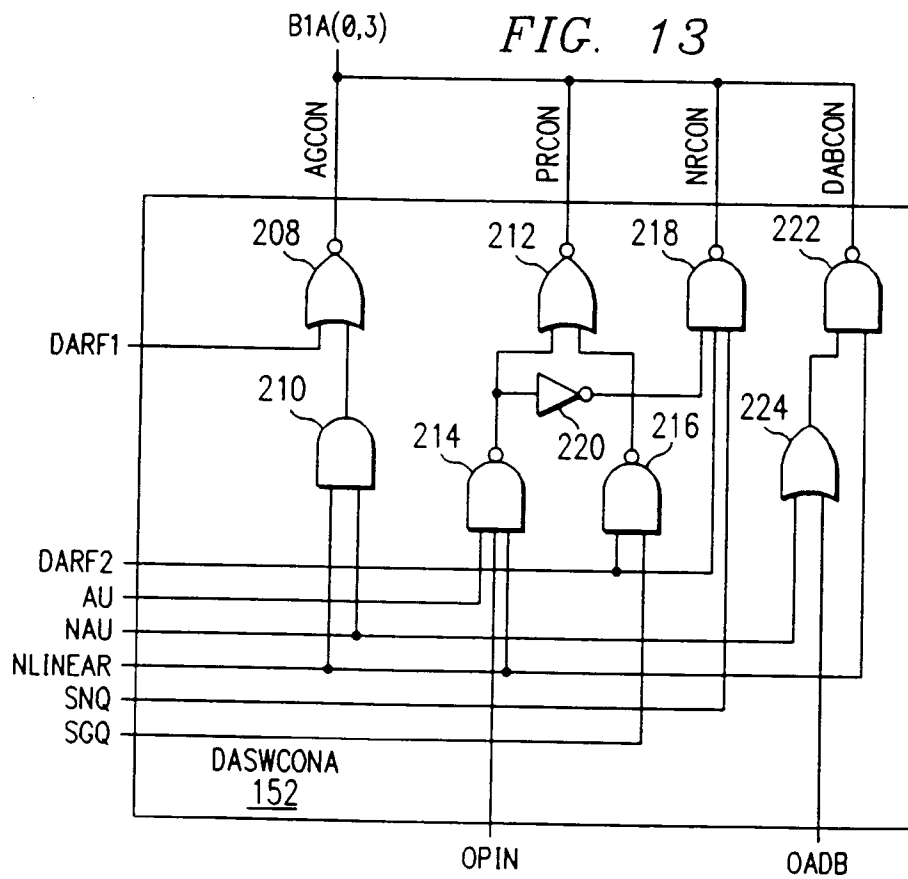 B1A(0,3)
FIG. 13
AGCON
PRCON
NRCON
DABCON
208
212
218
222
DARF1
210
214
220
216
224
DARF2
AU
NAU
NLINEAR
SNQ
SGQ
DASWCONA
152
OPIN
OADB